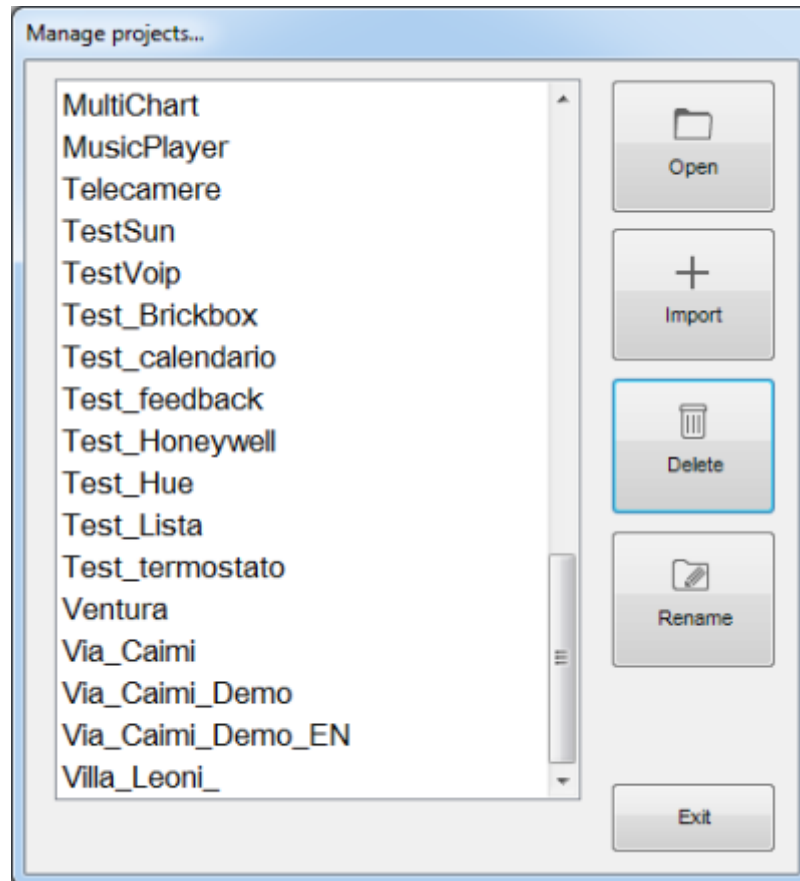 Manage projects...
MultiChart
MusicPlayer
Telecamere
TestSun
TestVoip
Test_Brickbox
Test_calendario
Test_feedback
Test_Honeywell
Test_Hue
Test_Lista
Test_termostato
Ventura
Via_Caimi
Via_Caimi_Demo
Via_Caimi_Demo_EN
Villa_Leoni_
Open
Import
Delete
Rename
Exit